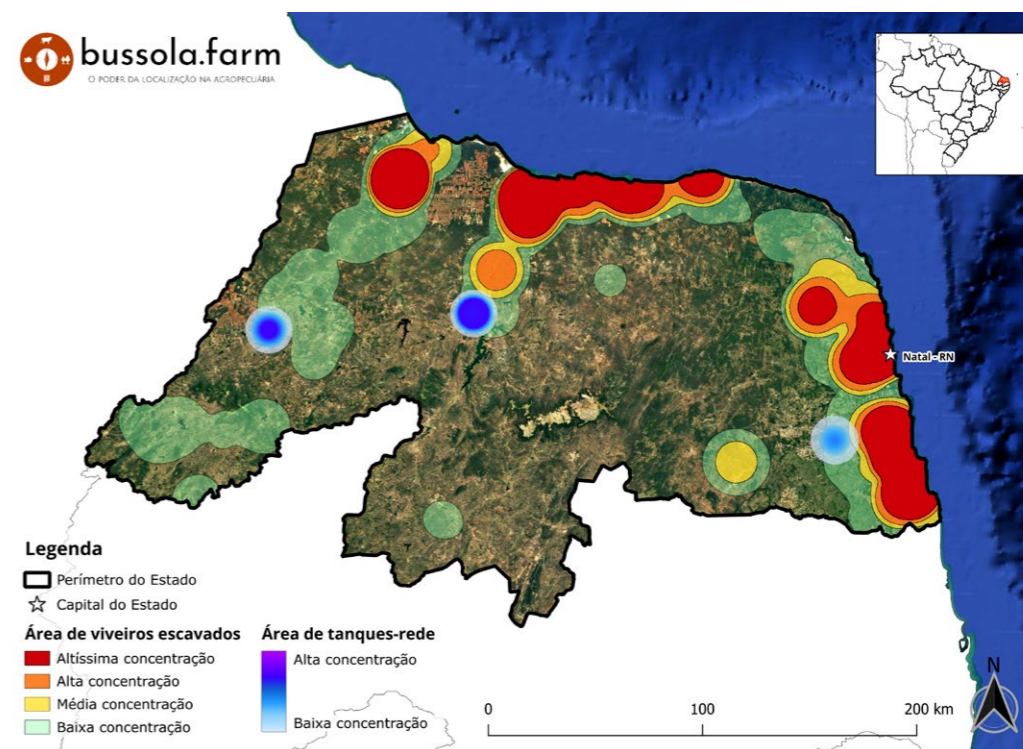 bussola.farm
O PODER DA LOCALIZAÇÃO NA AGROPECUÁRIA
Natal - RN
Legenda
Perímetro do Estado
Capital do Estado
Área de viveiros escavados
Altíssima concentração
Alta concentração
Média concentração
Baixa concentração
Área de tanques-rede
Alta concentração
Baixa concentração
0 100 200 km
N